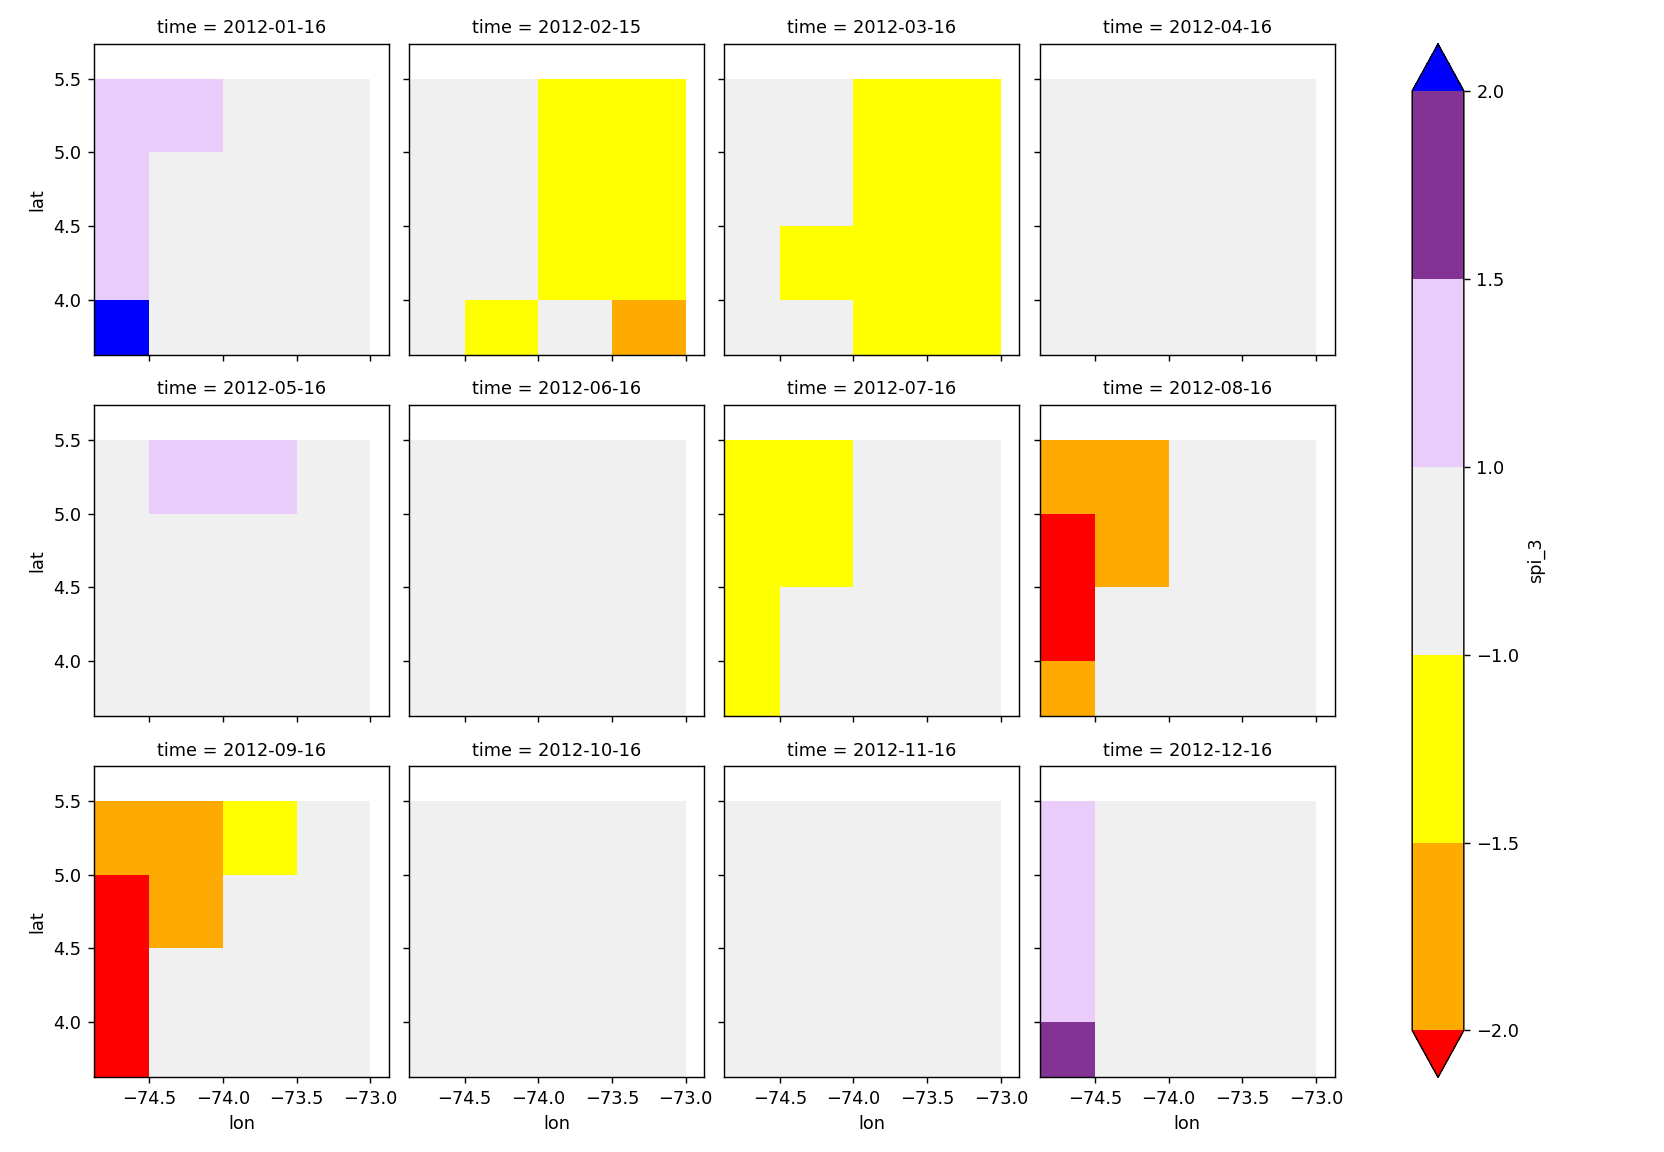 time = 2012-01-16
time = 2012-02-15
time = 2012-03-16
time = 2012-04-16
5.5
5.0
4.5
4.0
lat
time = 2012-05-16
time = 2012-06-16
time = 2012-07-16
time = 2012-08-16
5.5
5.0
4.5
4.0
lat
time = 2012-09-16
time = 2012-10-16
time = 2012-11-16
time = 2012-12-16
5.5
5.0
4.5
4.0
lat
−74.5 −74.0 −73.5 −73.0
lon
−74.5 −74.0 −73.5 −73.0
lon
−74.5 −74.0 −73.5 −73.0
lon
−74.5 −74.0 −73.5 −73.0
lon
2.0
1.5
1.0
−1.0
−1.5
−2.0
spi_3